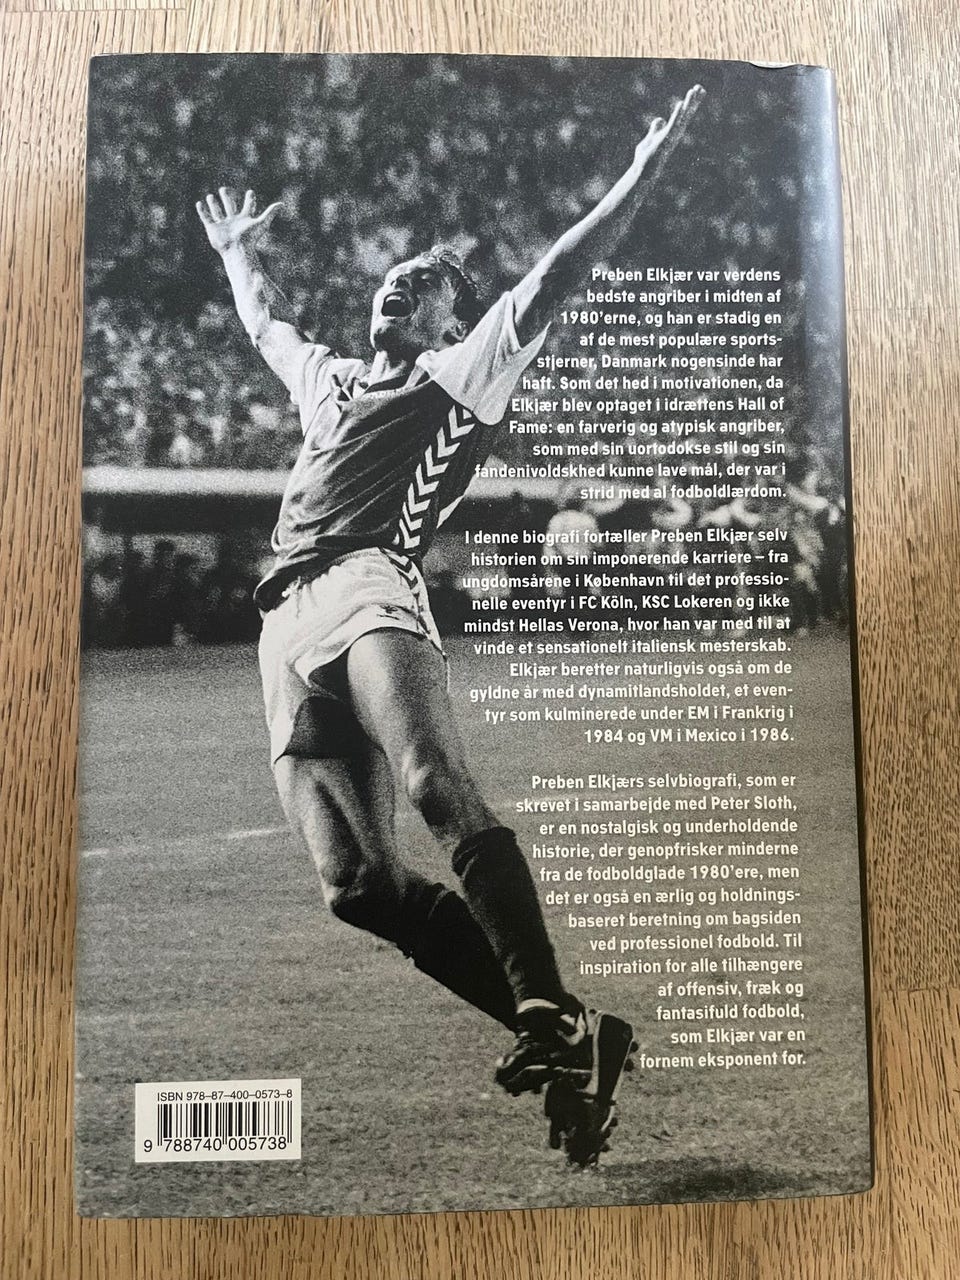 Preben Elkjær var verdens
bedste angriber i midten af
1980'erne, og han er stadig en
af de mest populære sports-
stjerner, Danmark nogensinde har
haft. Som det hed i motivationen, da
Elkjær blev optaget i idrættens Hall of
Fame: en farverig og atypisk angriber,
som med sin uortodokse stil og sin
fandenivoldskhed kunne lave mål, der var i
strid med al fodboldlærdom.
I denne biografi fortæller Preben Elkjær selv
historien om sin imponerende karriere – fra
ungdomsårene i København til det professio-
nelle eventyr i FC Köln, KSC Lokeren og ikke
mindst Hellas Verona, hvor han var med til at
vinde et sensationelt italiensk mesterskab.
Elkjær beretter naturligvis også om de
gyldne år med dynamitlandsholdet, et even-
tyr som kulminerede under EM i Frankrig i
1984 og VM i Mexico i 1986.
Preben Elkjærs selvbiografi, som er
skrevet i samarbejde med Peter Sloth,
er en nostalgisk og underholdende
historie, der genopfrisker minderne
fra de fodboldglade 1980'ere, men
det er også en ærlig og holdnings-
baseret beretning om bagsiden
ved professionel fodbold. Til
inspiration for alle tilhængere
af offensiv, fræk og
fantasifuld fodbold,
som Elkjær var en
fornem eksponent for.
ISBN 978-87-400-0573-8
9 788740 005738